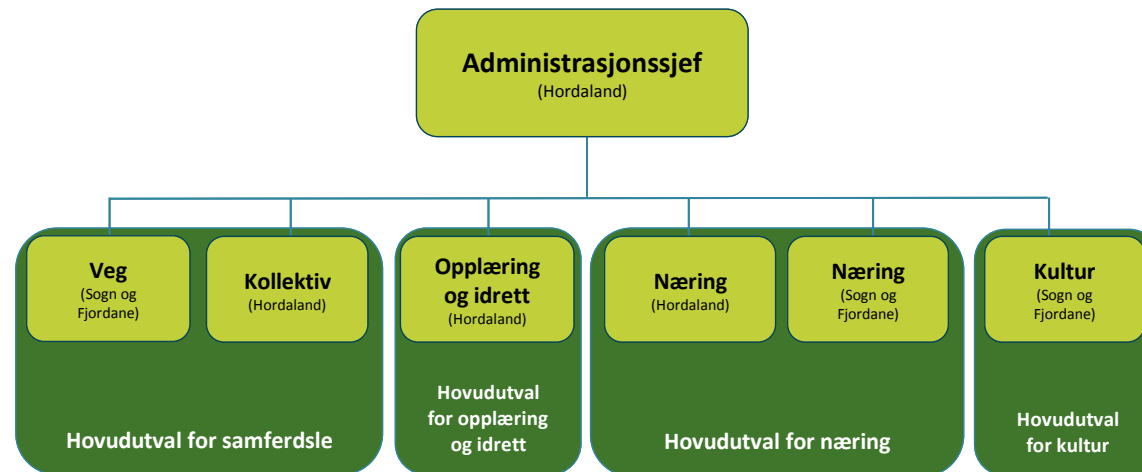 Administrasjonssjef
(Hordaland)
Veg
(Sogn og
Fjordane)
Kollektiv
(Hordaland)
Opplæring
og idrett
(Hordaland)
Næring
(Hordaland)
Næring
(Sogn og
Fjordane)
Kultur
(Sogn og
Fjordane)
Hovudutval for samferdsle
Hovudutval
for opplæring
og idrett
Hovudutval for næring
Hovudutval
for kultur